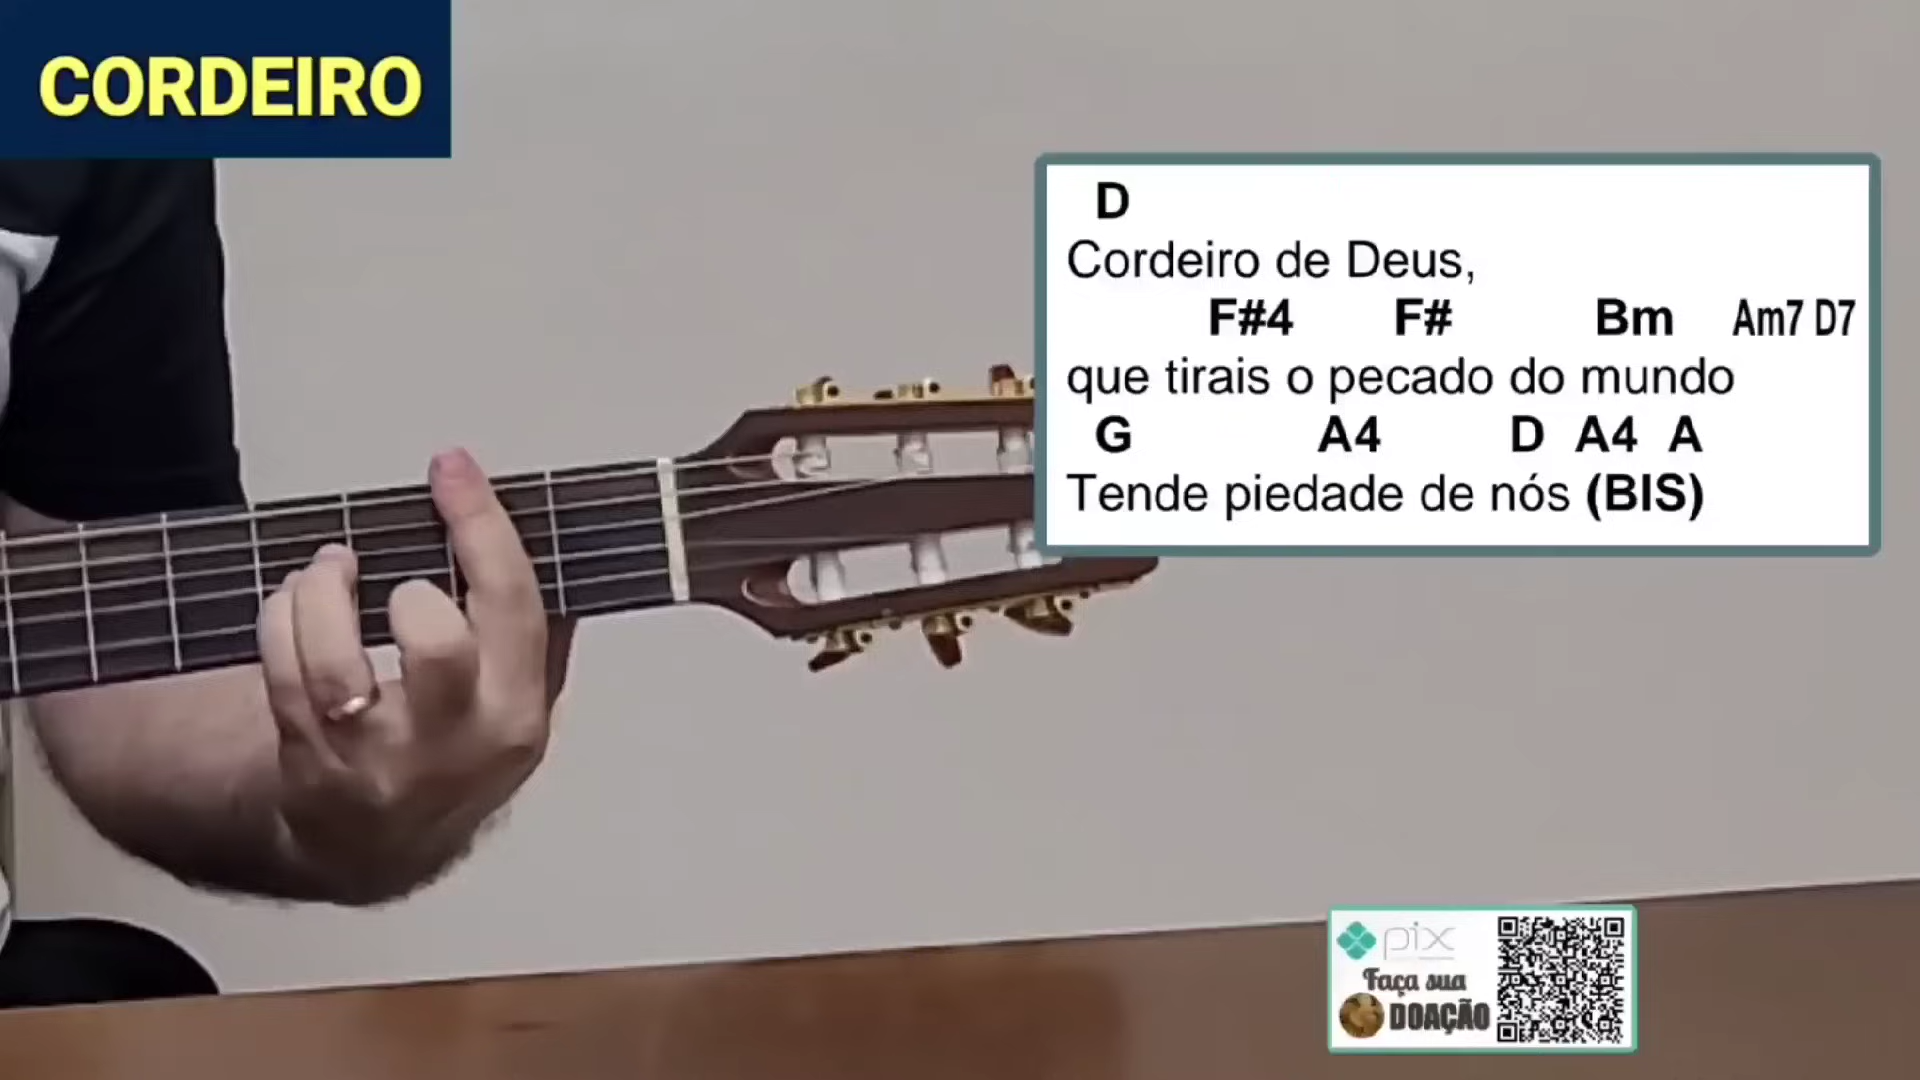 CORDEIRO
D
Cordeiro de Deus,
F#4 F# Bm Am7 D7
que tirais o pecado do mundo
G A4 D A4 A
Tende piedade de nós (BIS)
pix
Faça sua
DOAÇÃO